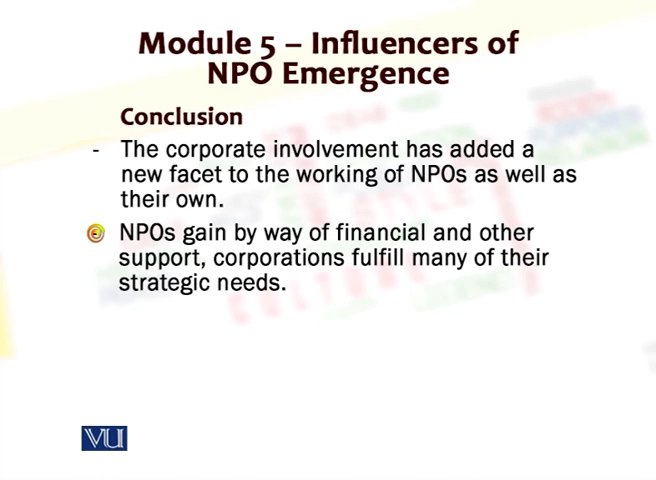 Module 5 – Influencers of
NPO Emergence
Conclusion
- The corporate involvement has added a
new facet to the working of NPOs as well as
their own.
NPOs gain by way of financial and other
support, corporations fulfill many of their
strategic needs.
VU